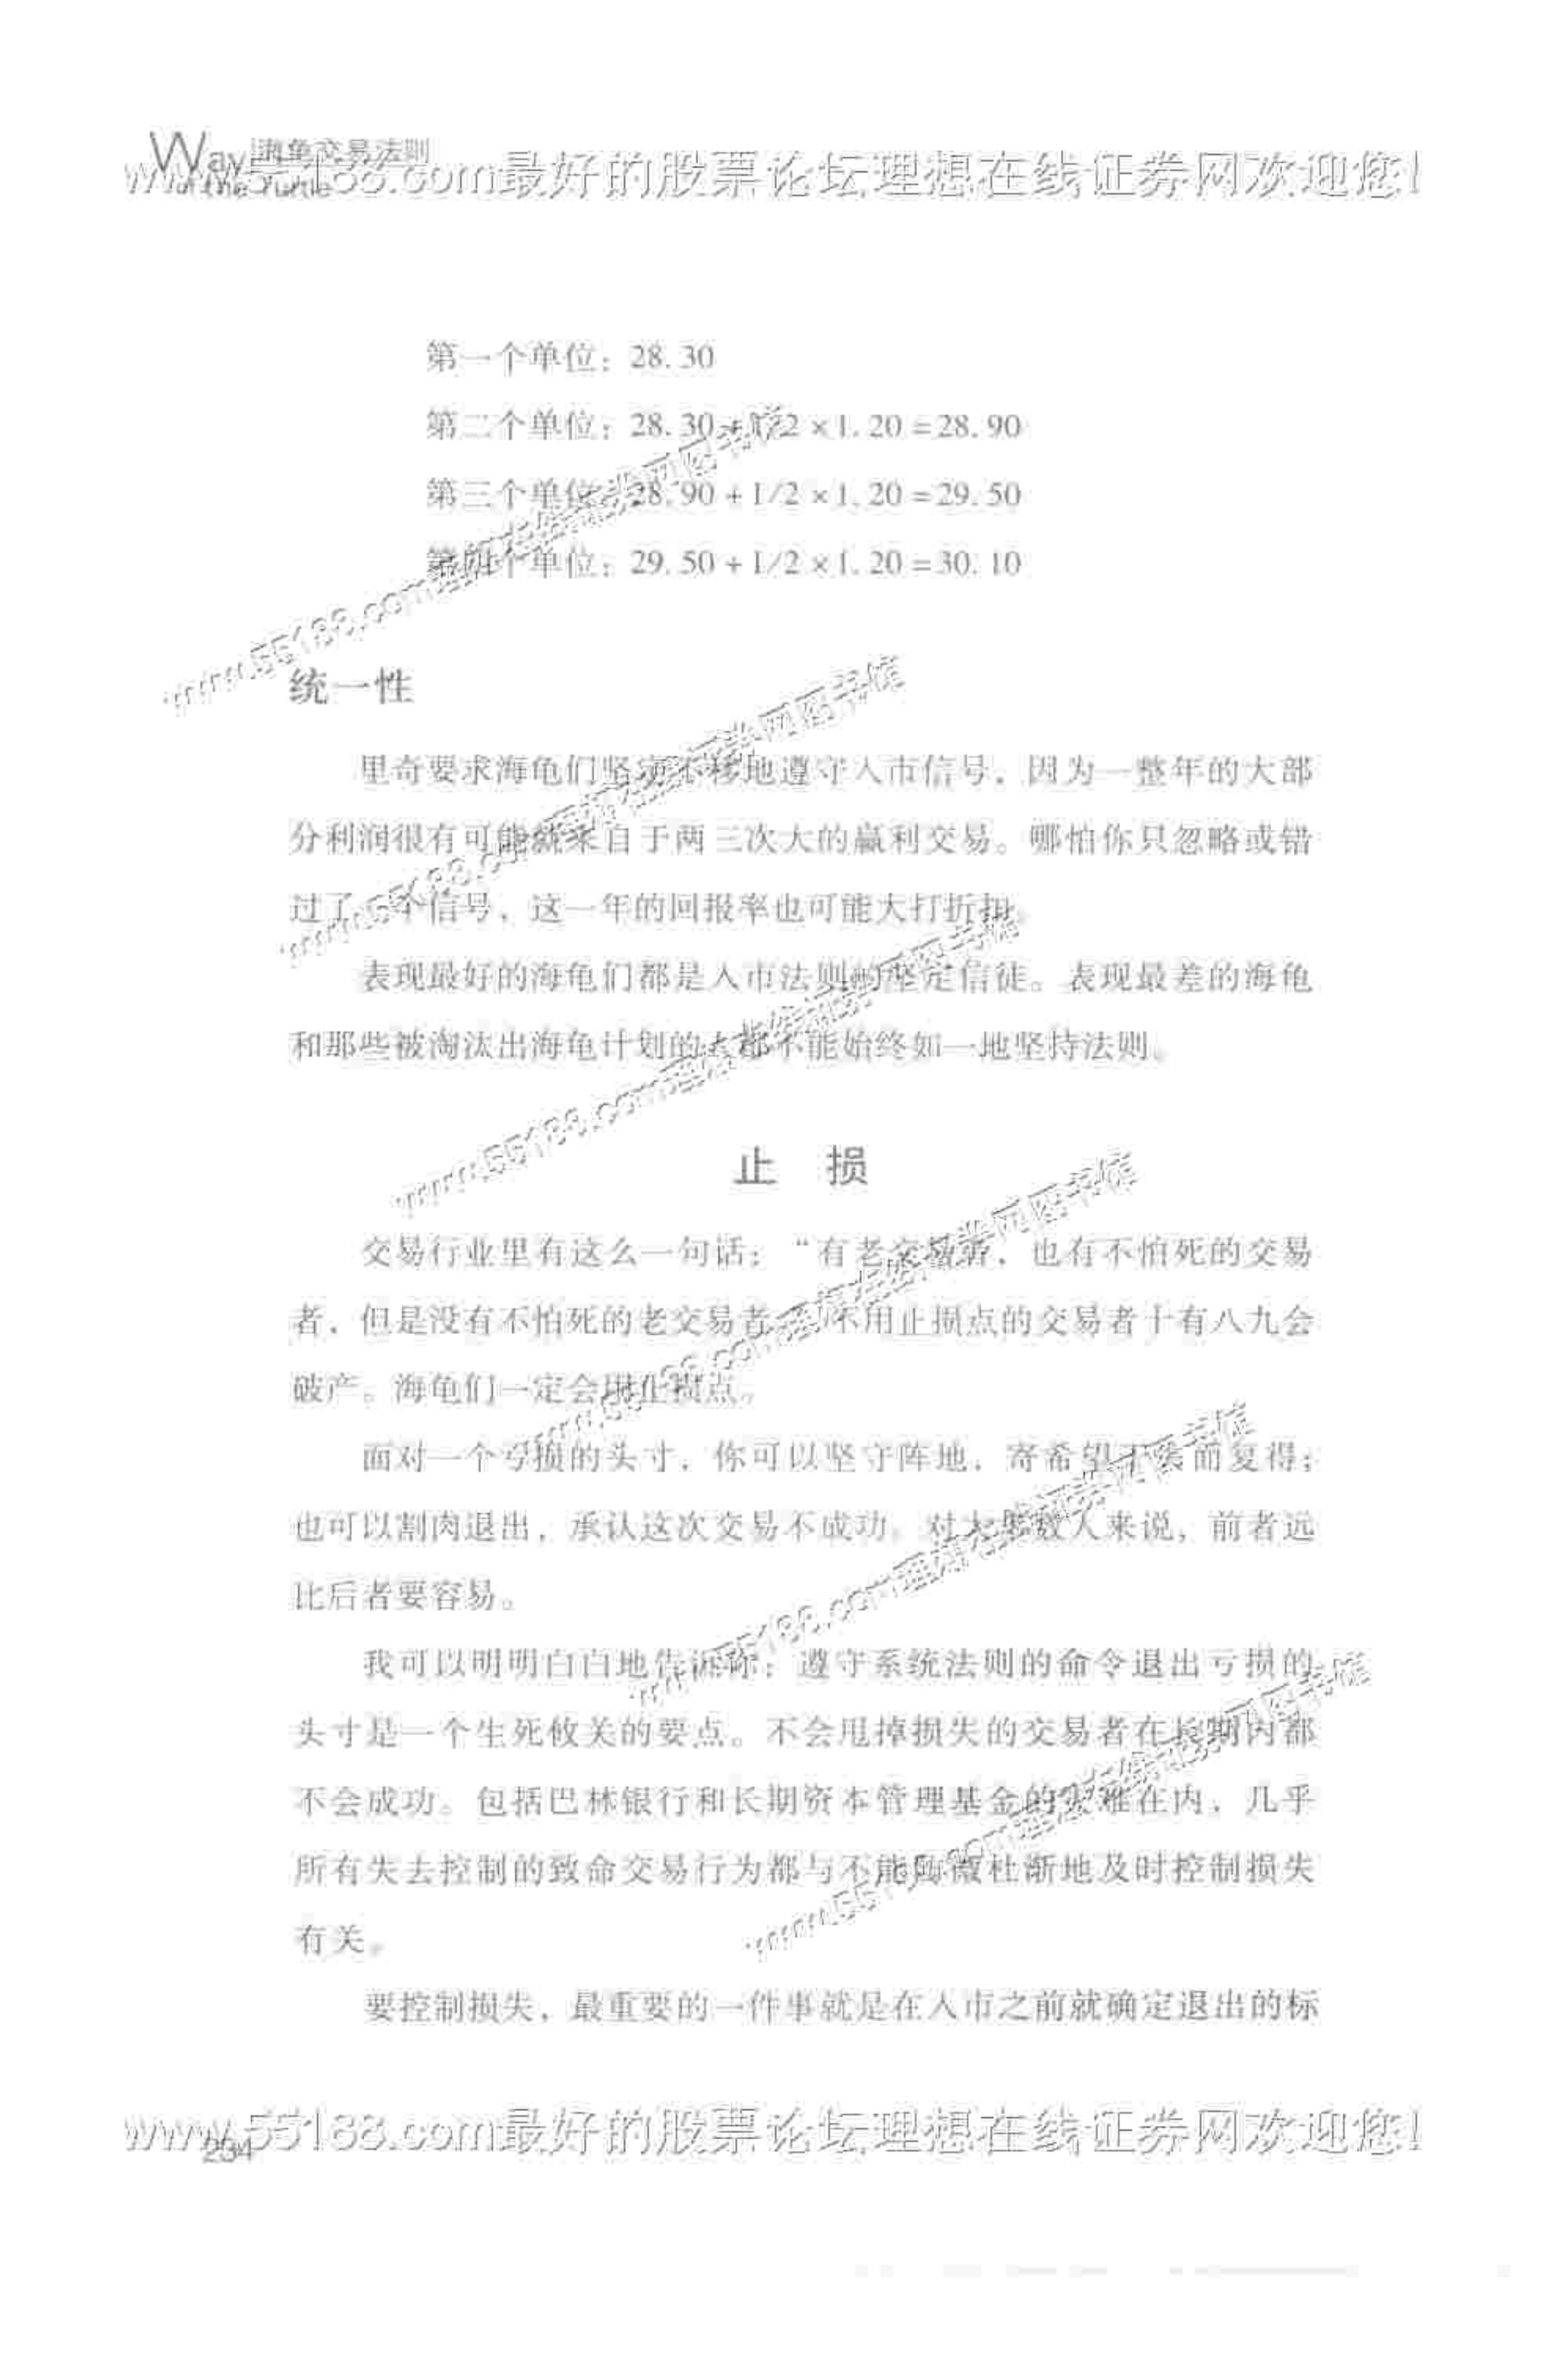 Way 海龟交易法则
of the Turtle
www.55188.com最好的股票论坛理想在线证券网欢迎您!
第一个单位：28.30
第二个单位：28.30+1/2×1.20=28.90
第三个单位：28.90+1/2×1.20=29.50
第四个单位：29.50+1/2×1.20=30.10
统一性
里奇要求海龟们坚定不移地遵守入市信号，因为一整年的大部
分利润很有可能就来自于两三次大的赢利交易。哪怕你只忽略或错
过了一个信号，这一年的回报率也可能大打折扣。
表现最好的海龟们都是入市法则的坚定信徒。表现最差的海龟
和那些被淘汰出海龟计划的人都不能始终如一地坚持法则。
止 损
交易行业里有这么一句话：“有老交易者，也有不怕死的交易
者，但是没有不怕死的老交易者。”不用止损点的交易者十有八九会
破产。海龟们一定会用止损点。
面对一个亏损的头寸，你可以坚守阵地，寄希望于失而复得；
也可以割肉退出，承认这次交易不成功。对大多数人来说，前者远
比后者要容易。
我可以明明白白地告诉你：遵守系统法则的命令退出亏损的
头寸是一个生死攸关的要点。不会甩掉损失的交易者在长期内都
不会成功。包括巴林银行和长期资本管理基金的灾难在内，几乎
所有失去控制的致命交易行为都与不能防微杜渐地及时控制损失
有关。
要控制损失，最重要的一件事就是在入市之前就确定退出的标
www.55188.com最好的股票论坛理想在线证券网欢迎您!
234